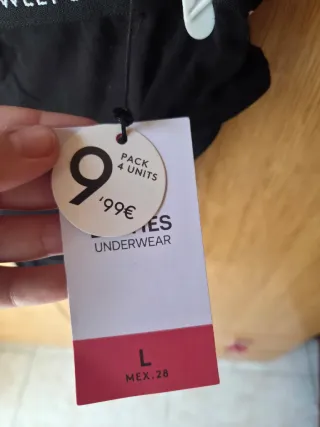 9
'99€
PACK
4 UNITS
UNDERWEAR
L
MEX.28